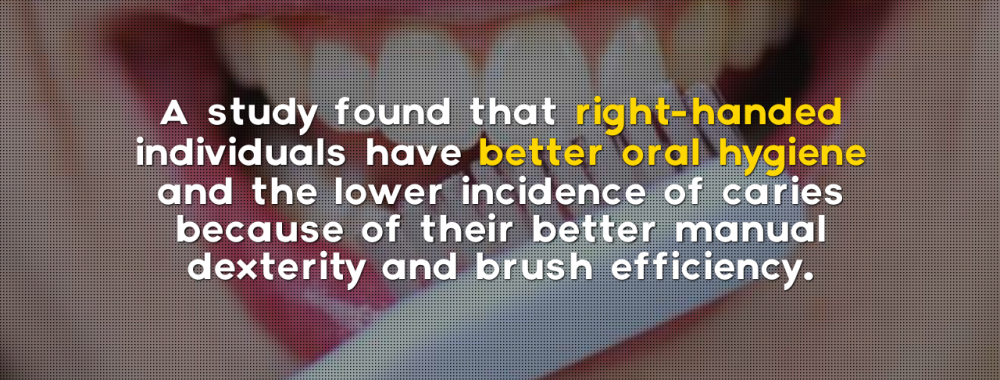 A study found that right-handed
individuals have better oral hygiene
and the lower incidence of caries
because of their better manual
dexterity and brush efficiency.